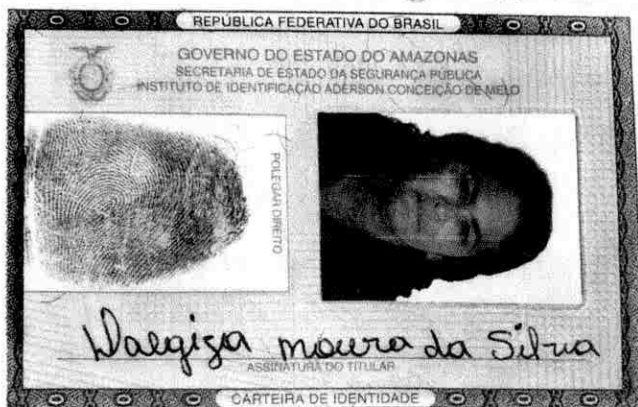 REPÚBLICA FEDERATIVA DO BRASIL
GOVERNO DO ESTADO DO AMAZONAS
SECRETARIA DE ESTADO DA SEGURANÇA PÚBLICA
INSTITUTO DE IDENTIFICAÇÃO ADERSON CONCEIÇÃO DE MELO
POLEGAR DIREITO
Walgiza moura da Silva
ASSINATURA DO TITULAR
CARTEIRA DE IDENTIDADE